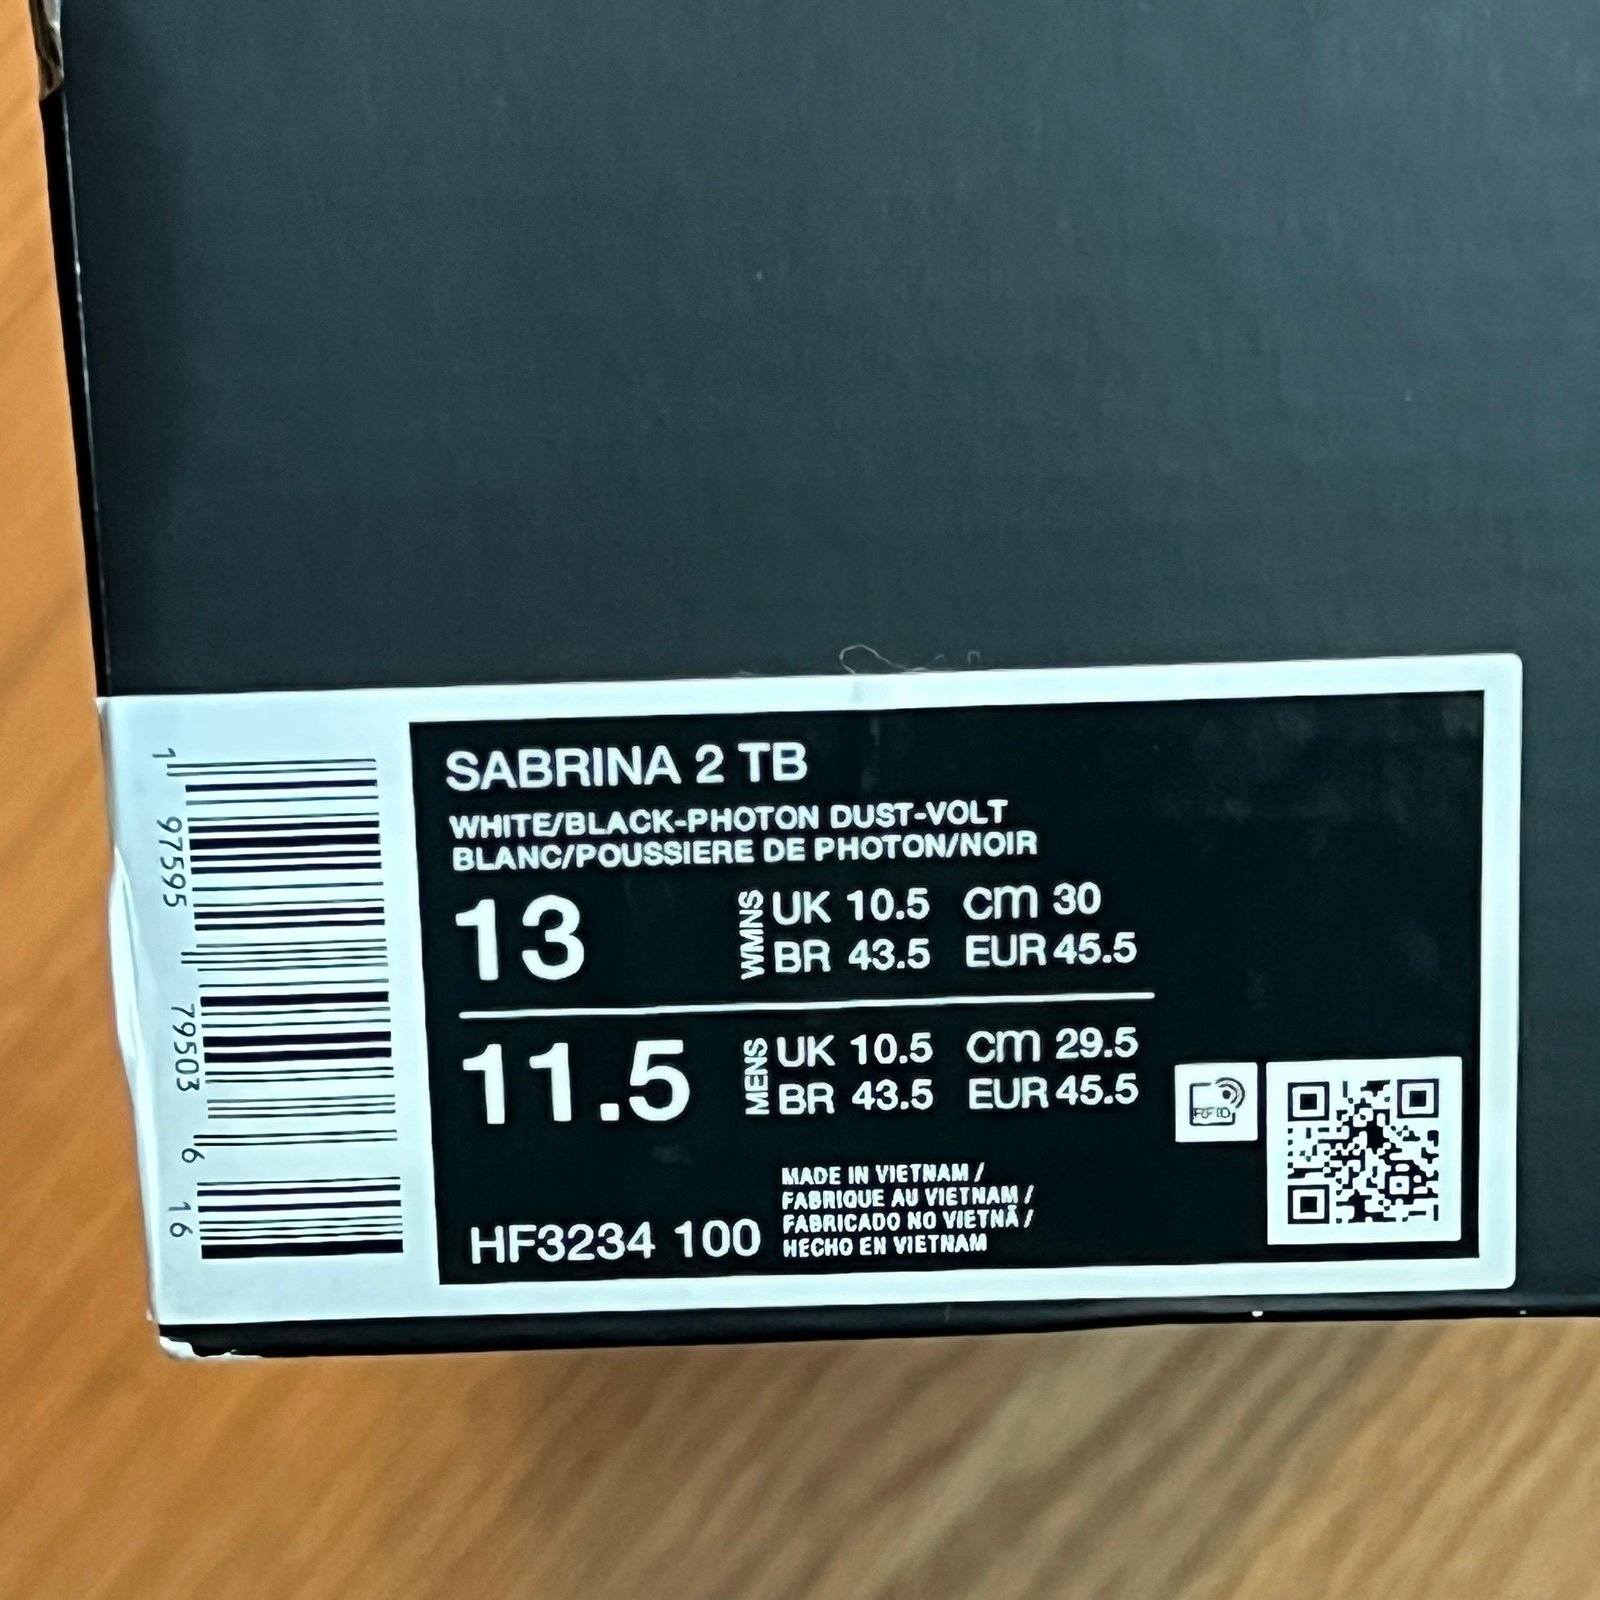 SABRINA 2 TB
WHITE/BLACK-PHOTON DUST-VOLT
BLANC/POUSSIERE DE PHOTON/NOIR
13 WMNS UK 10.5 cm 30
BR 43.5 EUR 45.5
11.5 MENS UK 10.5 cm 29.5
BR 43.5 EUR 45.5
HF3234 100
MADE IN VIETNAM /
FABRIQUE AU VIETNAM /
FABRICADO NO VIETNÃ /
HECHO EN VIETNAM
1 97595 79503 6 16